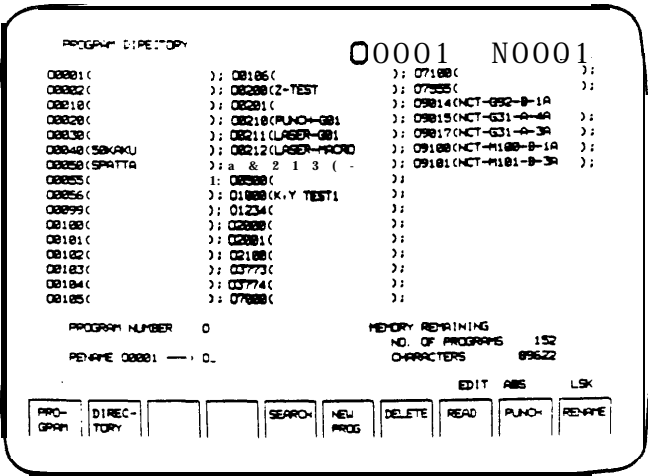 PROGRAM DIRECTORY
O0001 N0001
O0001( ); O0106( ); O7100( );
O0002( ); O0200(Z-TEST ); O7555( );
O0010( ); O0201( ); O9014(NCT-G92-B-1A
O0020( ); O0210(PUNCH-G01 ); O9015(NCT-G31-A-4A );
O0030( ); O0211(LASER-G01 ); O9017(NCT-G31-A-3A );
O0040(SOKAKU ); O0212(LASER-MACRO ); O9100(NCT-M100-B-1A );
O0050(SPATTA ); a & 2 1 3 ( - ); O9101(NCT-M101-B-3A );
O0055( 1: O0500( );
O0056( ); O1000(X,Y TEST1 );
O0099( ); O1234( );
O0100( ); O2000( );
O0101( ); O2001( );
O0102( ); O2100( );
O0103( ); O3773( );
O0104( ); O3774( );
O0105( ); O7000( );
PROGRAM NUMBER O
MEMORY REMAINING
NO. OF PROGRAMS 152
RENAME O0001 ---> O_
CHARACTERS 89622
EDIT ABS LSK
PRO-GRAM DIREC-TORY SEARCH NEW PROG DELETE READ PUNCH RENAME